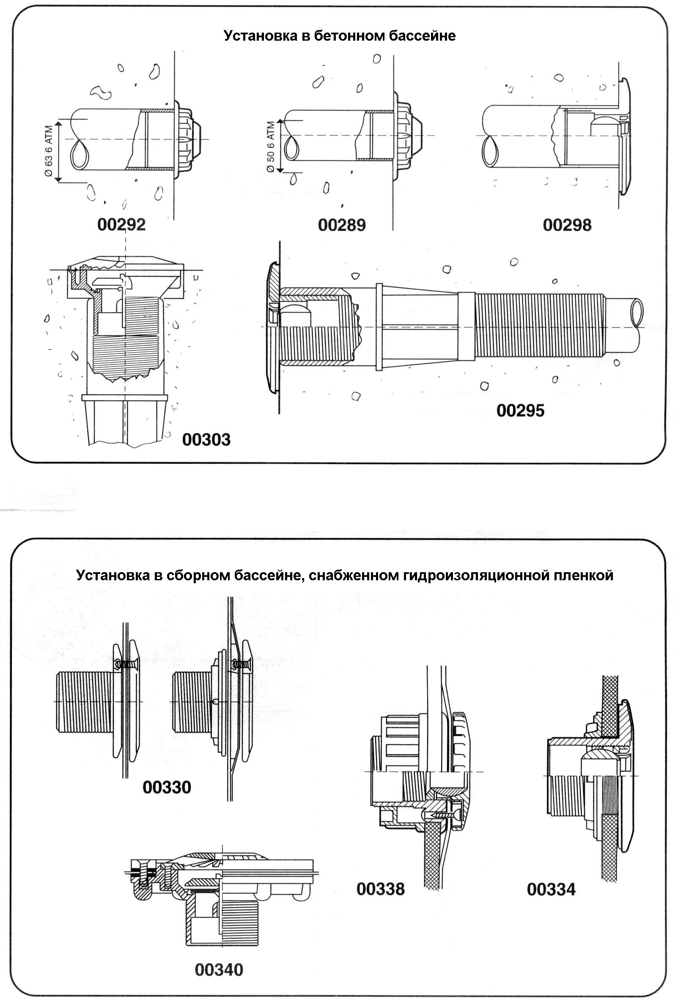 Установка в бетонном бассейне
Ø 63 6 ATM
Ø 50 6 ATM
00292
00289
00298
00295
00303
Установка в сборном бассейне, снабженном гидроизоляционной пленкой
00330
00338
00334
00340